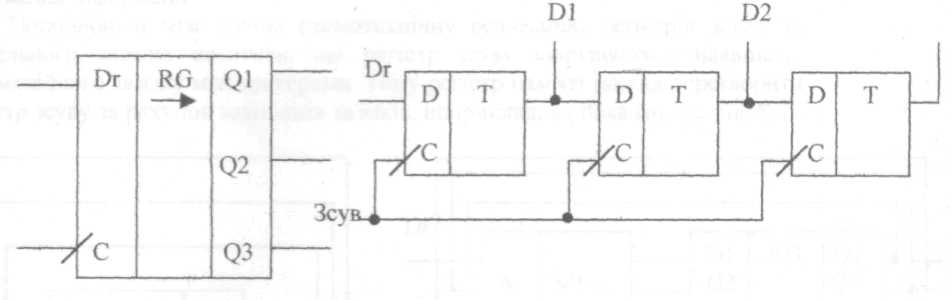 D1 D2
Dr RG Q1
Dr
D T D T D T
C C C
Q2
Зсув
C Q3